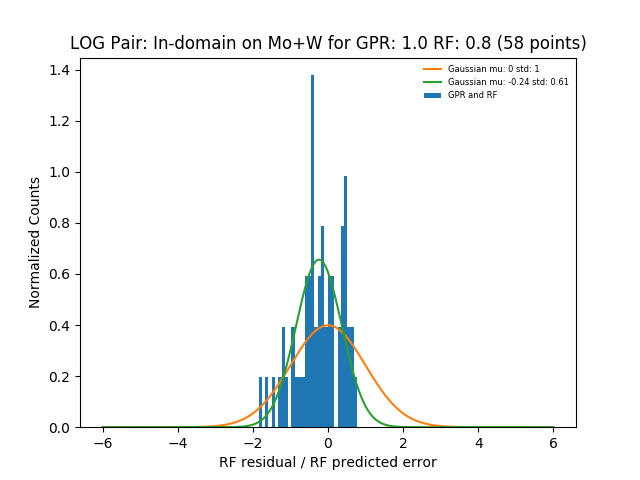 LOG Pair: In-domain on Mo+W for GPR: 1.0 RF: 0.8 (58 points)
Gaussian mu: 0 std: 1
Gaussian mu: -0.24 std: 0.61
GPR and RF
Normalized Counts
1.4
1.2
1.0
0.8
0.6
0.4
0.2
0.0
−6 −4 −2 0 2 4 6
RF residual / RF predicted error